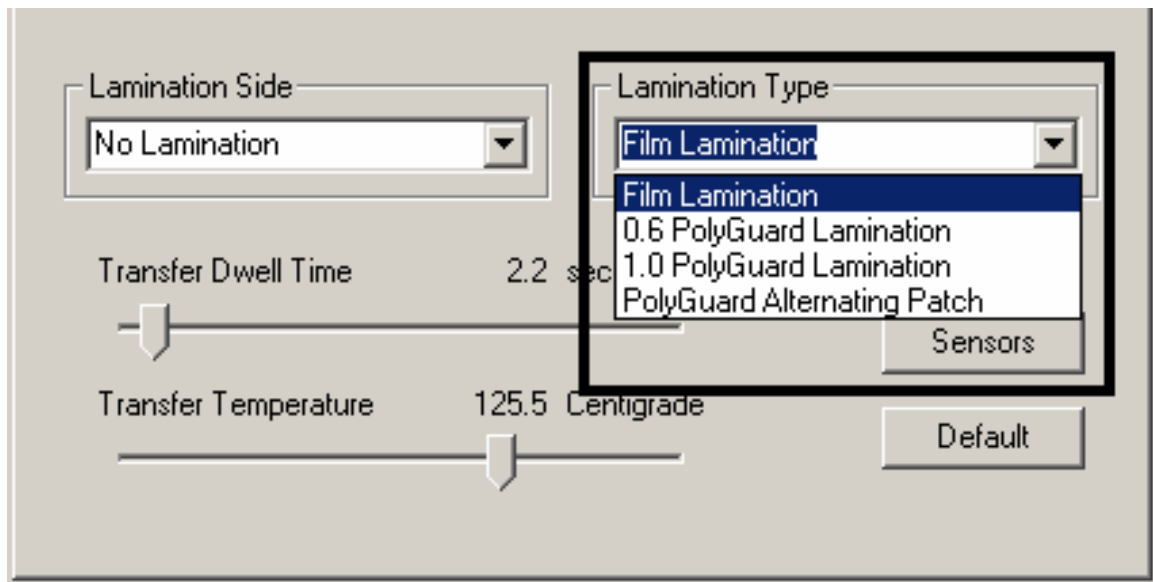 Lamination Side
No Lamination
Lamination Type
Film Lamination
Film Lamination
0.6 PolyGuard Lamination
1.0 PolyGuard Lamination
PolyGuard Alternating Patch
Transfer Dwell Time 2.2 sec
Sensors
Transfer Temperature 125.5 Centigrade
Default